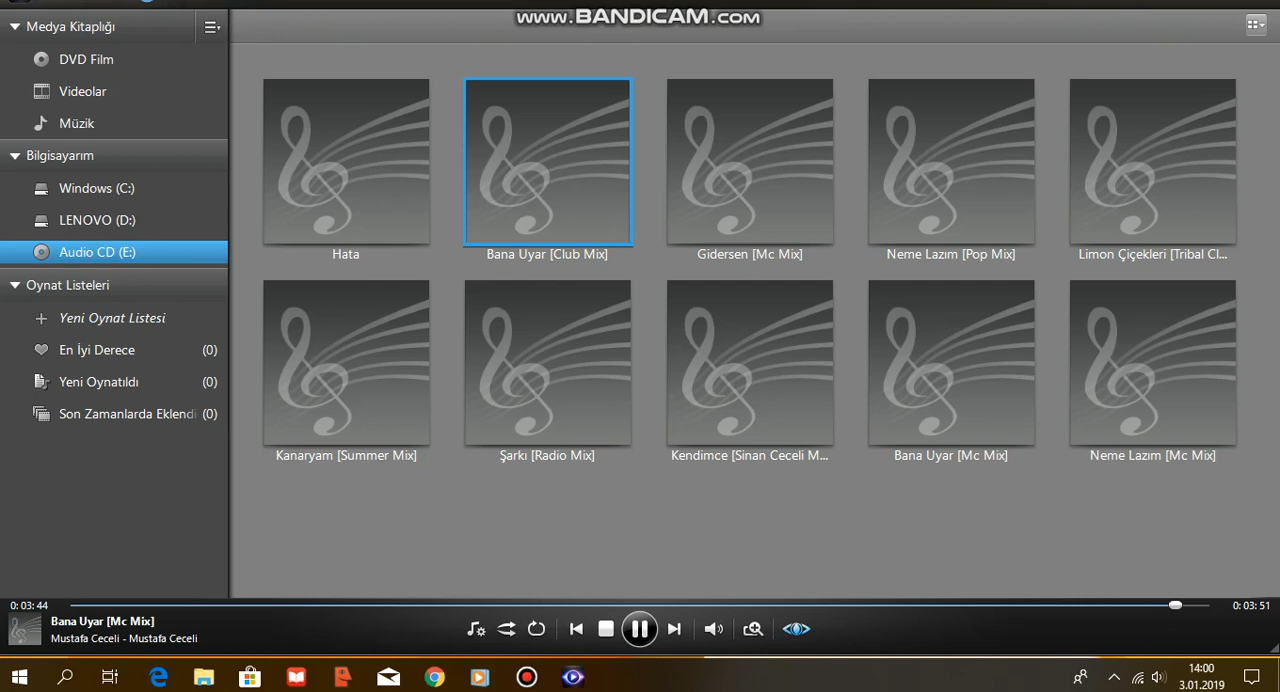 www.BANDICAM.com
Medya Kitaplığı
DVD Film
Videolar
Müzik
Bilgisayarım
Windows (C:)
LENOVO (D:)
Audio CD (E:)
Oynat Listeleri
Yeni Oynat Listesi
En İyi Derece (0)
Yeni Oynatıldı (0)
Son Zamanlarda Eklendi (0)
Hata
Bana Uyar [Club Mix]
Gidersen [Mc Mix]
Neme Lazım [Pop Mix]
Limon Çiçekleri [Tribal Cl...
Kanaryam [Summer Mix]
Şarkı [Radio Mix]
Kendimce [Sinan Ceceli M...
Bana Uyar [Mc Mix]
Neme Lazım [Mc Mix]
0: 03: 44
0: 03: 51
Bana Uyar [Mc Mix]
Mustafa Ceceli - Mustafa Ceceli
14:00
3.01.2019